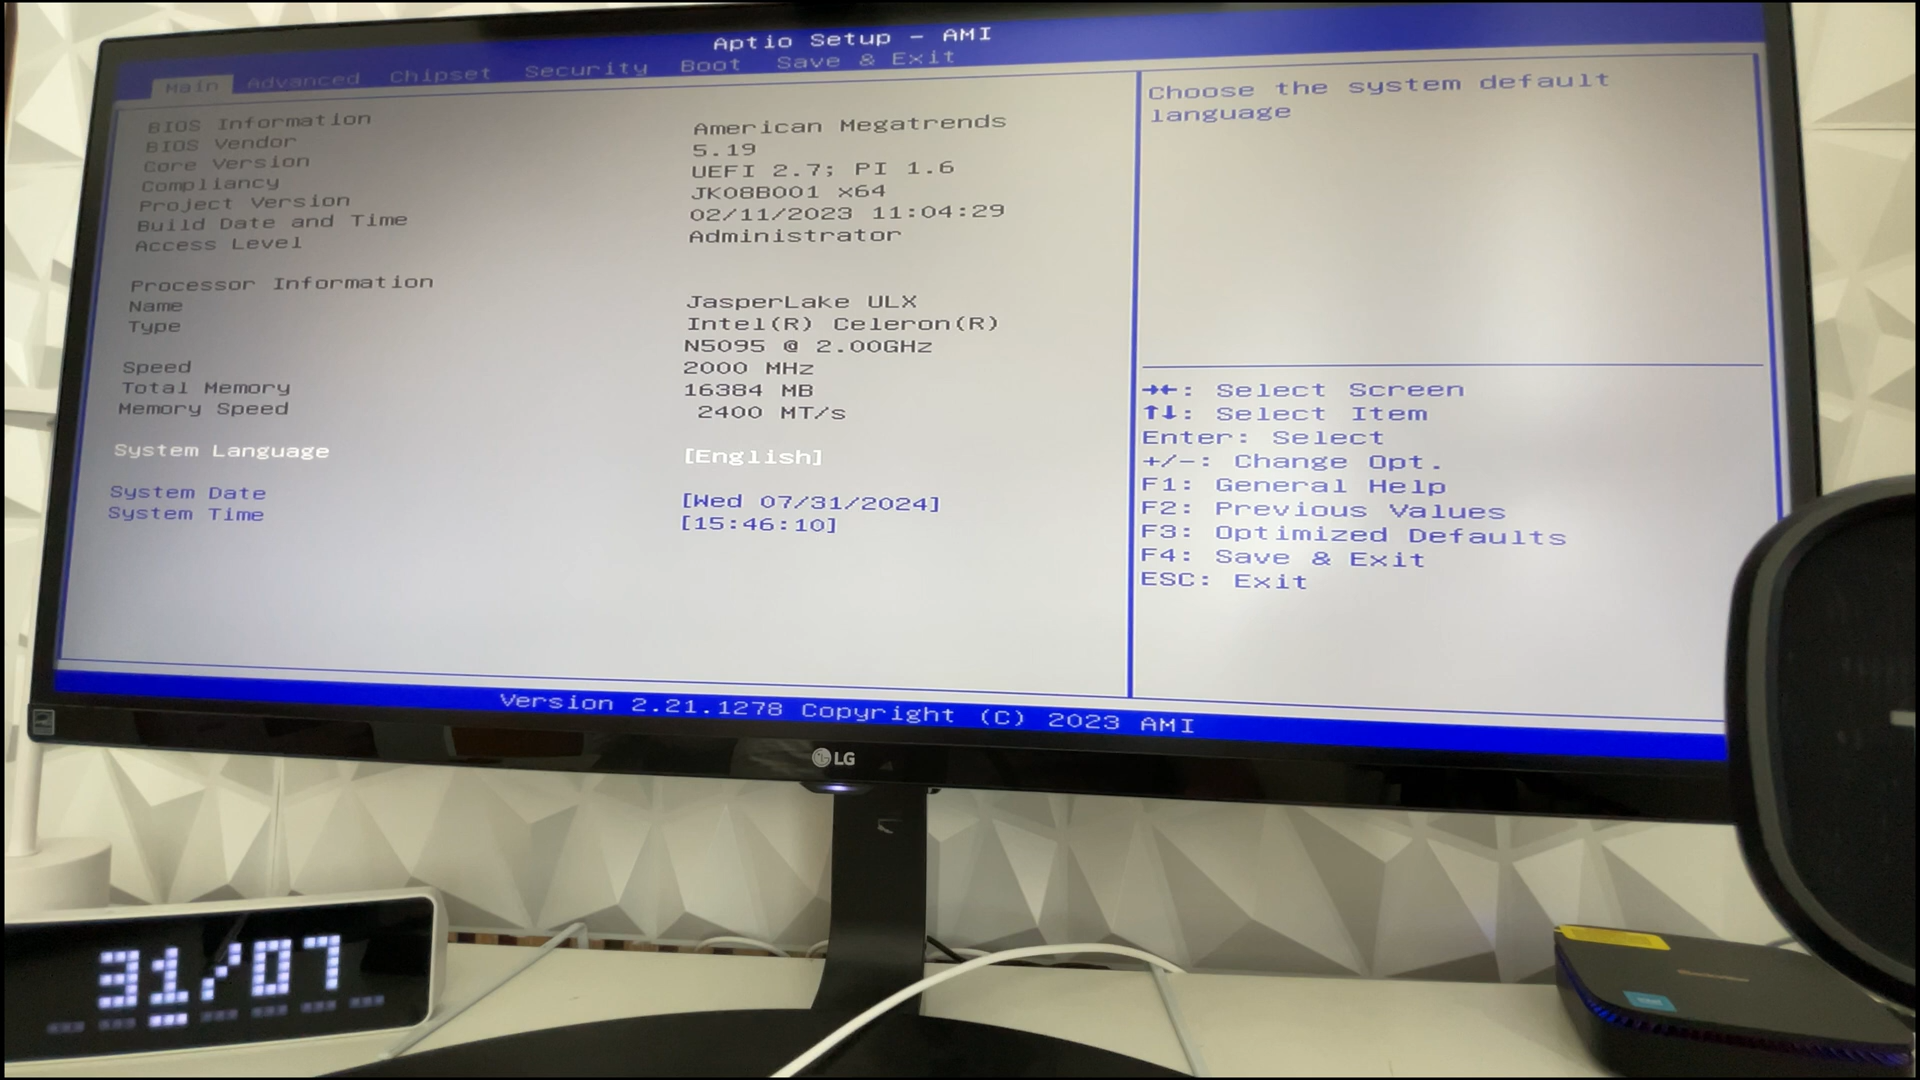 Aptio Setup - AMI
Main Advanced Chipset Security Boot Save & Exit
BIOS Information
BIOS Vendor American Megatrends
Core Version 5.19
Compliancy UEFI 2.7; PI 1.6
Project Version JK08B001 x64
Build Date and Time 02/11/2023 11:04:29
Access Level Administrator
Processor Information
Name JasperLake ULX
Type Intel(R) Celeron(R)
N5095 @ 2.00GHz
Speed 2000 MHz
Total Memory 16384 MB
Memory Speed 2400 MT/s
System Language [English]
System Date [Wed 07/31/2024]
System Time [15:46:10]
Choose the system default
language
→←: Select Screen
↑↓: Select Item
Enter: Select
+/-: Change Opt.
F1: General Help
F2: Previous Values
F3: Optimized Defaults
F4: Save & Exit
ESC: Exit
Version 2.21.1278 Copyright (C) 2023 AMI
LG
31/07